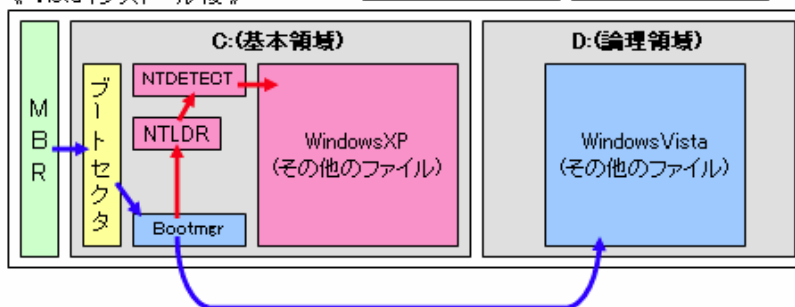 C:(基本領域)
D:(論理領域)
MBR
ブートセクタ
NTDETECT
NTLDR
Bootmgr
WindowsXP
(その他のファイル)
WindowsVista
(その他のファイル)